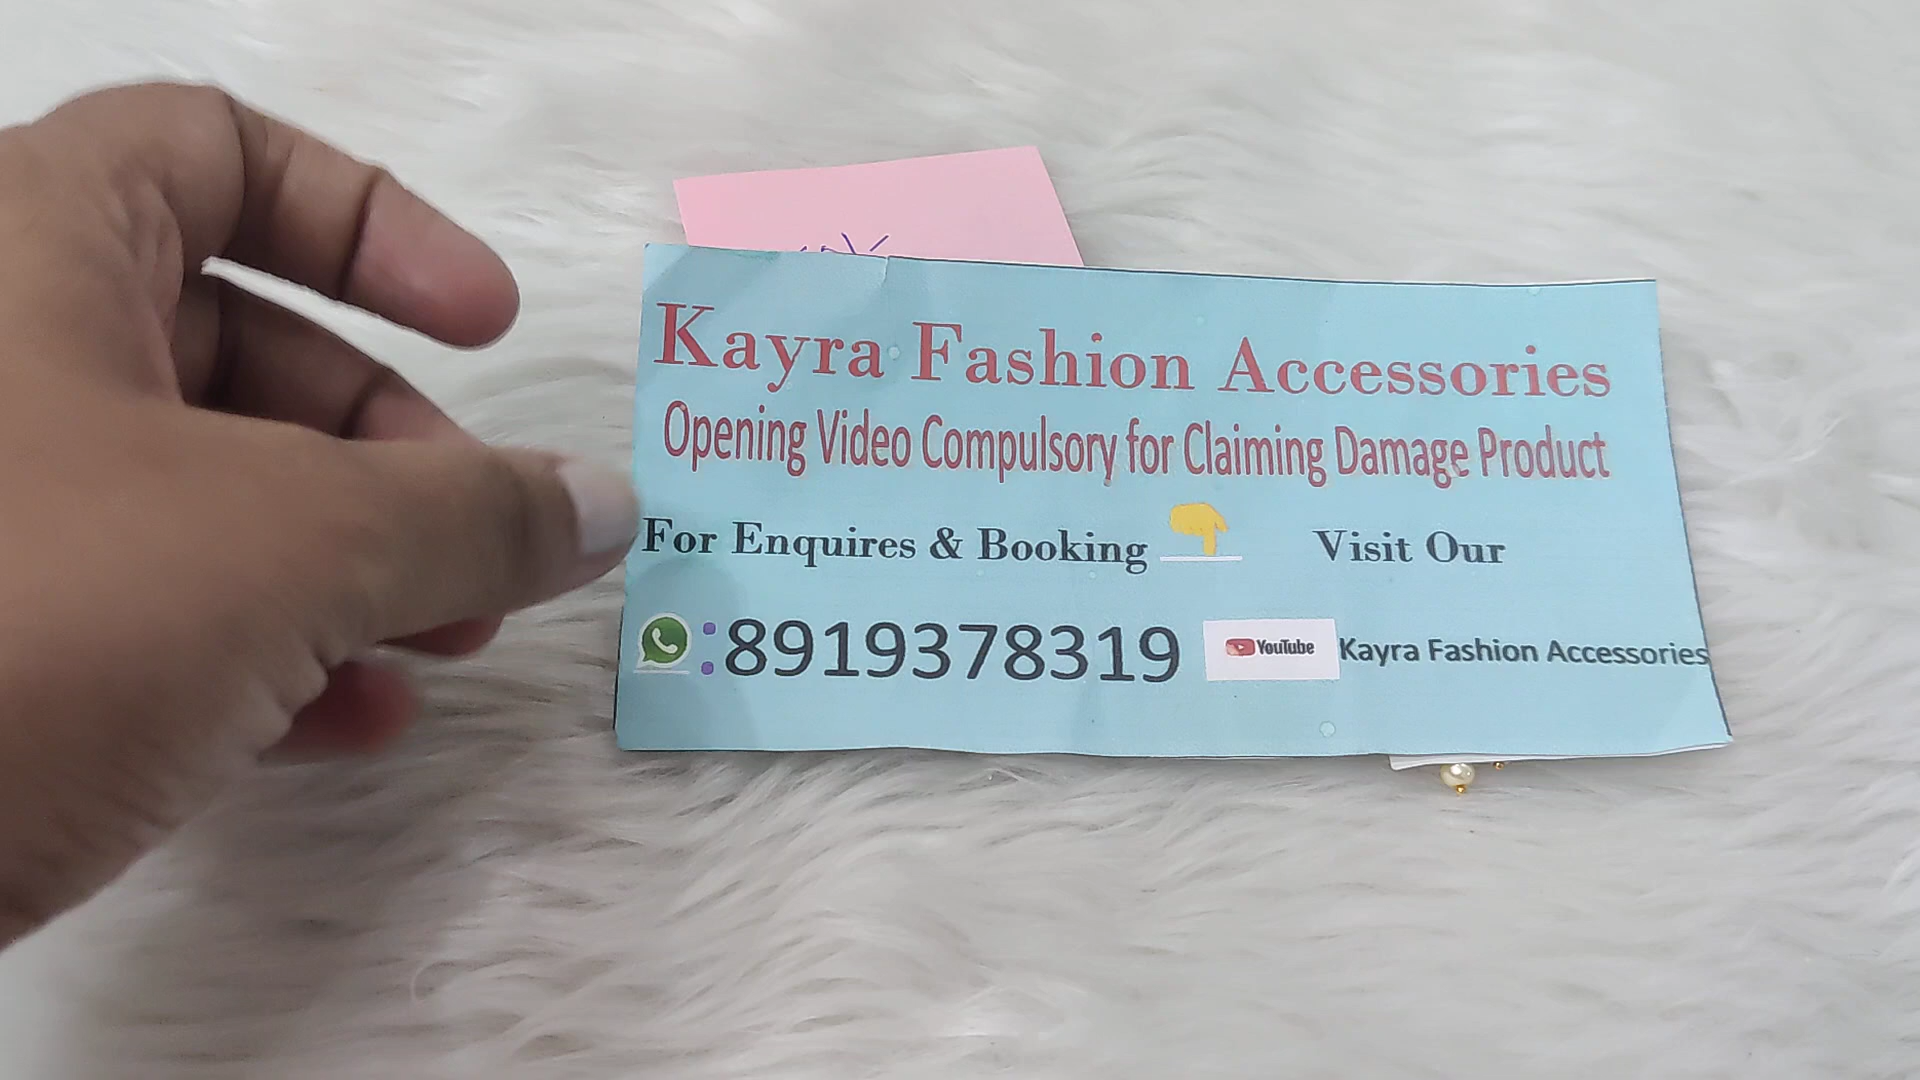 Kayra Fashion Accessories
Opening Video Compulsory for Claiming Damage Product
For Enquires & Booking Visit Our
:8919378319 YouTube Kayra Fashion Accessories